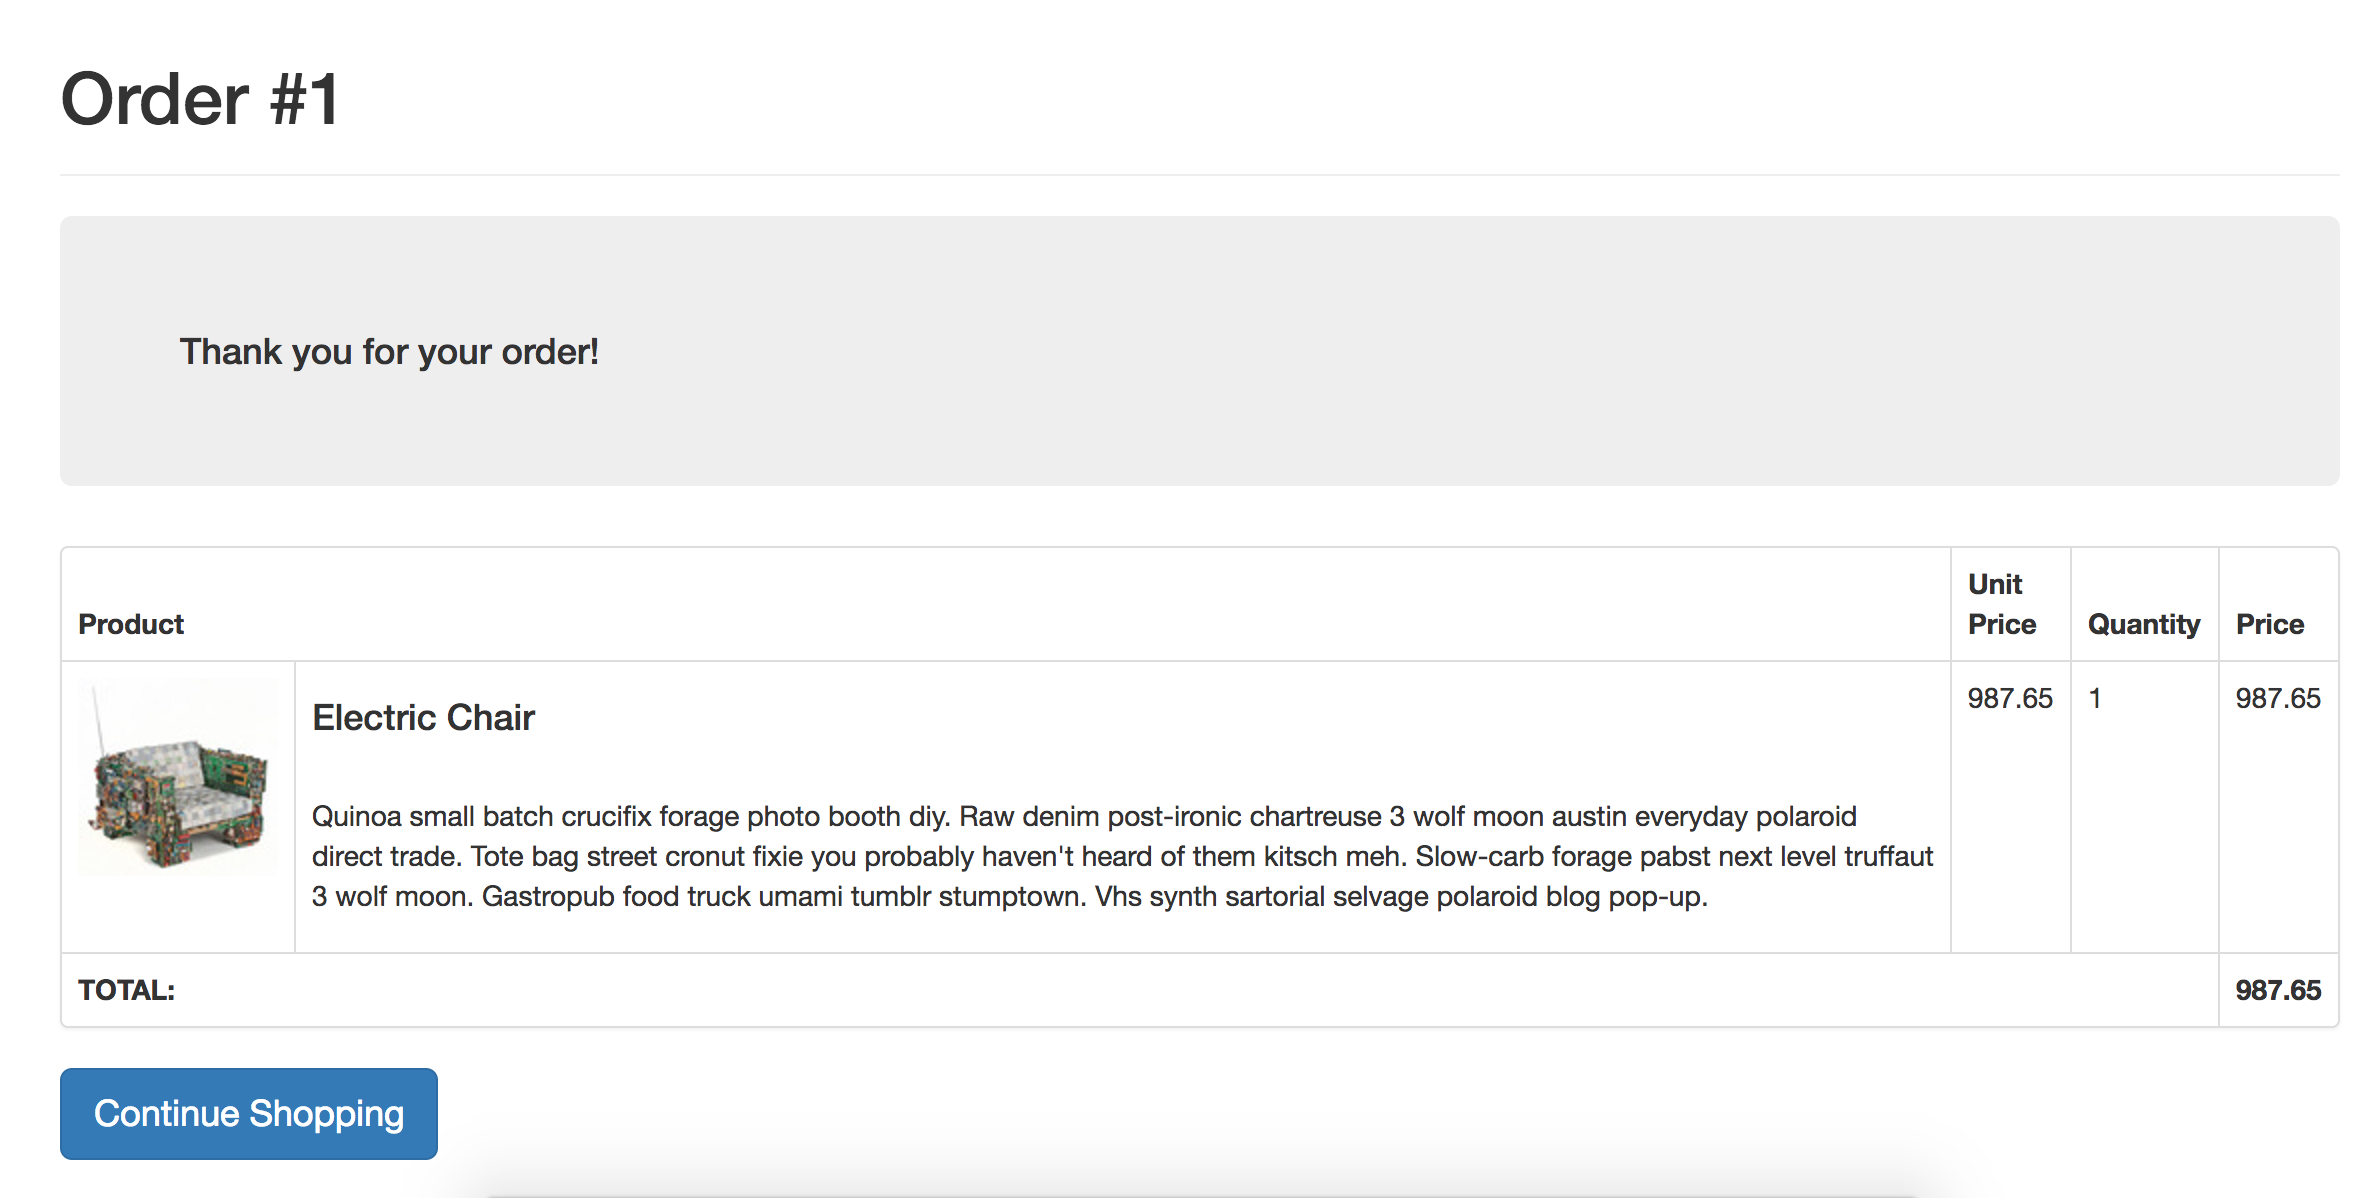 Order #1
Thank you for your order!
Product
Unit
Price
Quantity
Price
Electric Chair
Quinoa small batch crucifix forage photo booth diy. Raw denim post-ironic chartreuse 3 wolf moon austin everyday polaroid
direct trade. Tote bag street cronut fixie you probably haven't heard of them kitsch meh. Slow-carb forage pabst next level truffaut
3 wolf moon. Gastropub food truck umami tumblr stumptown. Vhs synth sartorial selvage polaroid blog pop-up.
987.65
1
987.65
TOTAL:
987.65
Continue Shopping